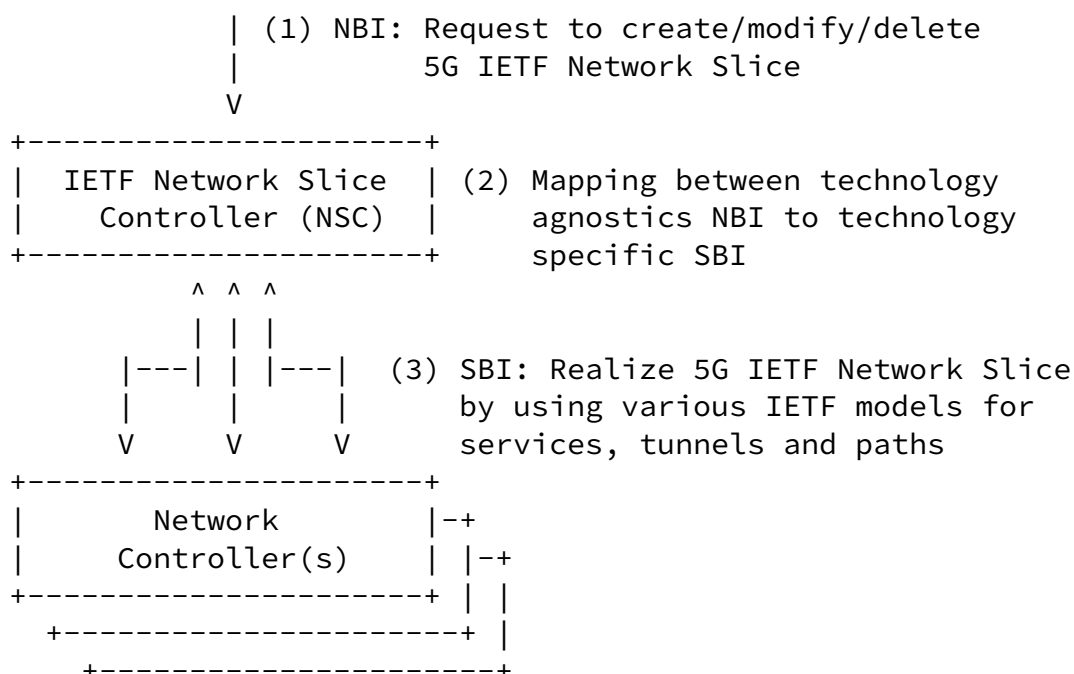 (1) NBI: Request to create/modify/delete
5G IETF Network Slice
IETF Network Slice
Controller (NSC)
(2) Mapping between technology
agnostics NBI to technology
specific SBI
(3) SBI: Realize 5G IETF Network Slice
by using various IETF models for
services, tunnels and paths
Network
Controller(s)